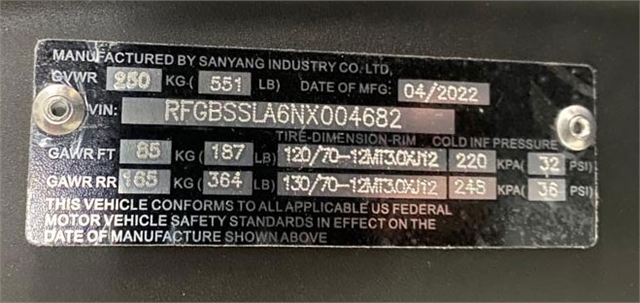 MANUFACTURED BY SANYANG INDUSTRY CO. LTD,
GVWR 250 KG ( 551 LB) DATE OF MFG: 04/2022
VIN: RFGBSSLA6NX004682
TIRE-DIMENSION-RIM COLD INF PRESSURE
GAWR FT 85 KG ( 187 LB) 120/70-12MT3.0XJ12 220 KPA( 32 PSI)
GAWR RR 165 KG ( 364 LB) 130/70-12MT3.0XJ12 248 KPA( 36 PSI)
THIS VEHICLE CONFORMS TO ALL APPLICABLE US FEDERAL
MOTOR VEHICLE SAFETY STANDARDS IN EFFECT ON THE
DATE OF MANUFACTURE SHOWN ABOVE